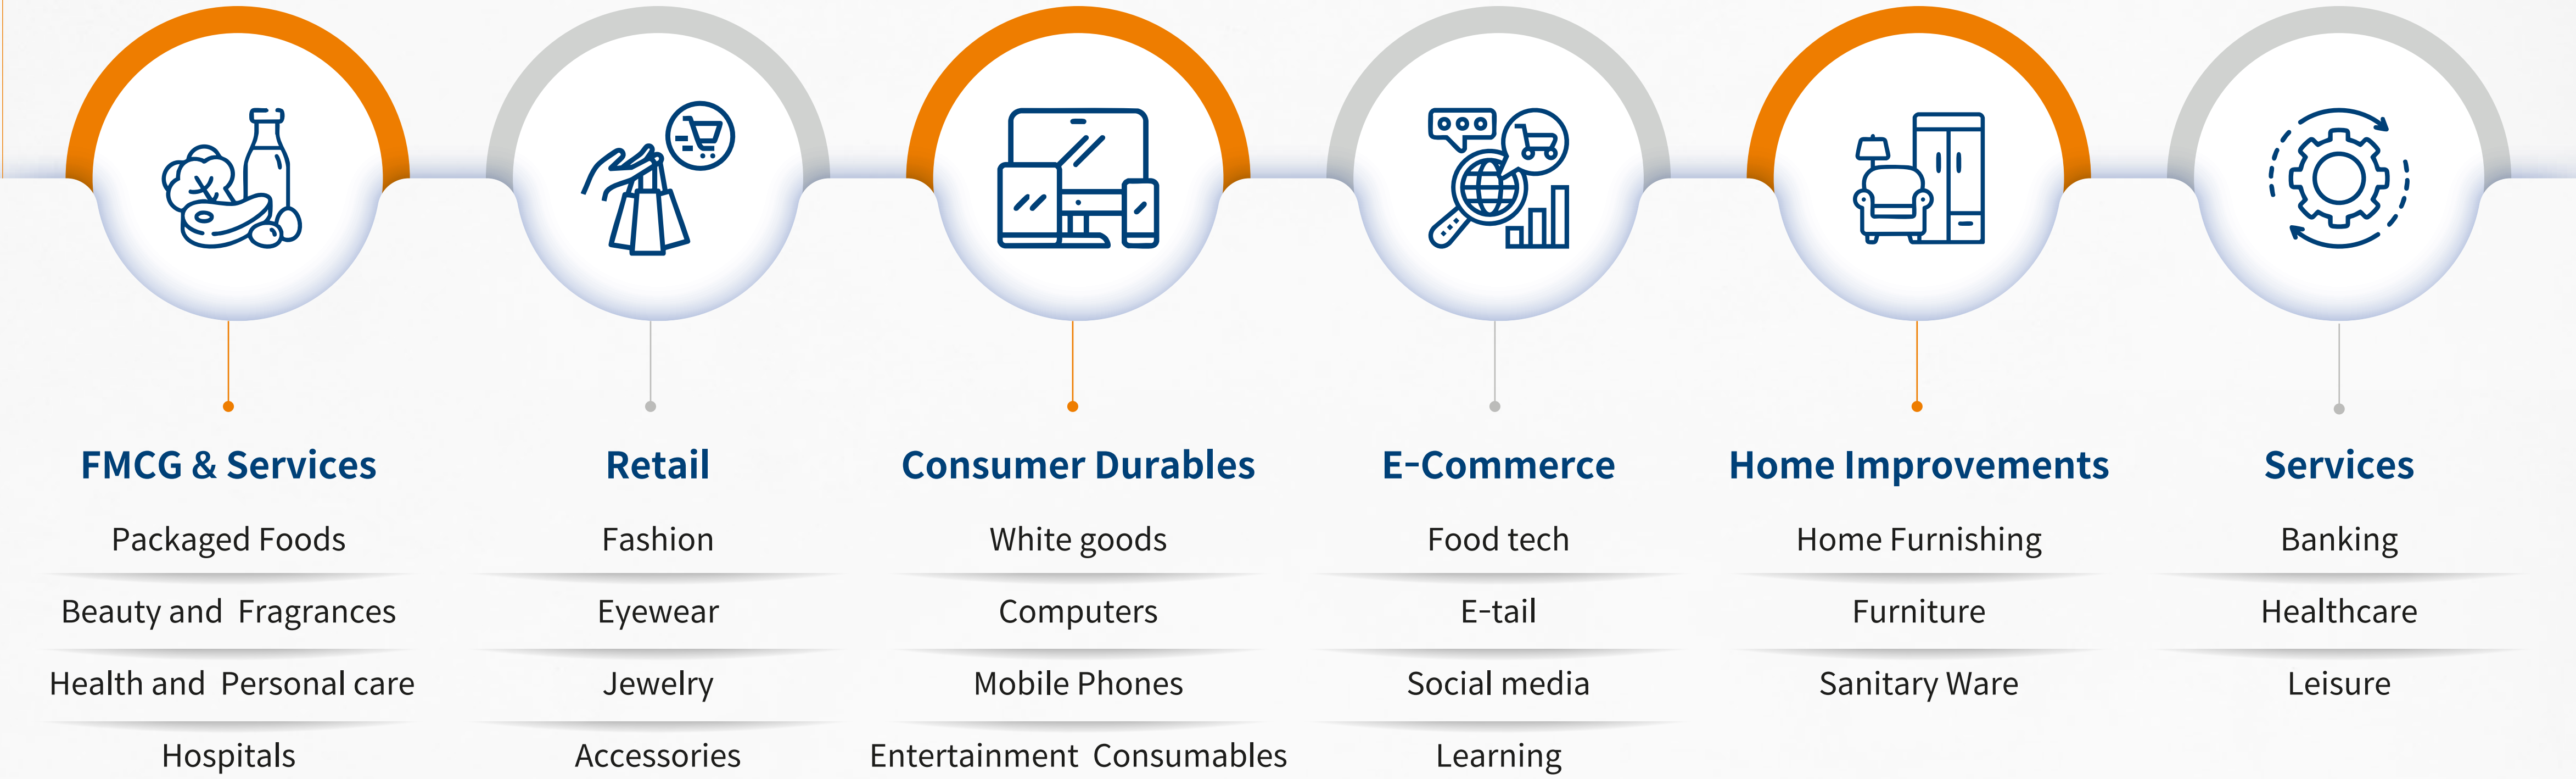 FMCG & Services
Packaged Foods
Beauty and Fragrances
Health and Personal care
Hospitals
Retail
Fashion
Eyewear
Jewelry
Accessories
Consumer Durables
White goods
Computers
Mobile Phones
Entertainment Consumables
E-Commerce
Food tech
E-tail
Social media
Learning
Home Improvements
Home Furnishing
Furniture
Sanitary Ware
Services
Banking
Healthcare
Leisure